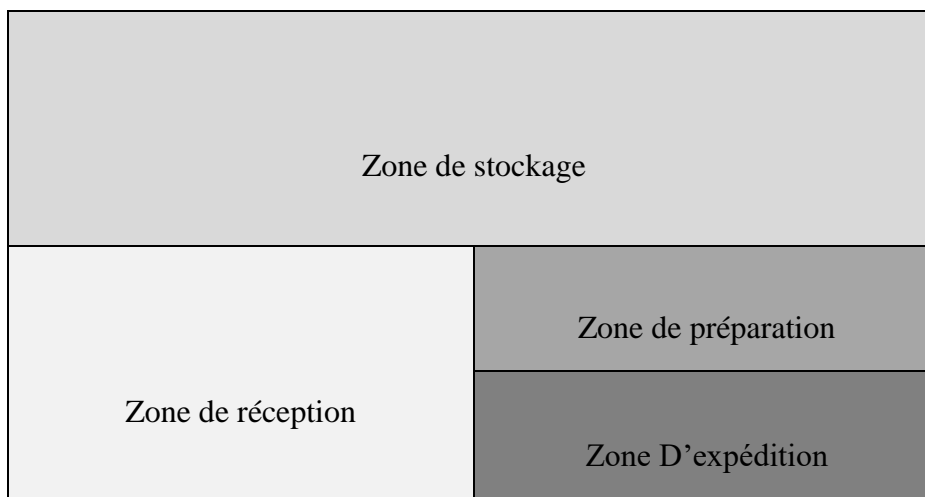 Zone de stockage
Zone de préparation
Zone de réception
Zone D’expédition